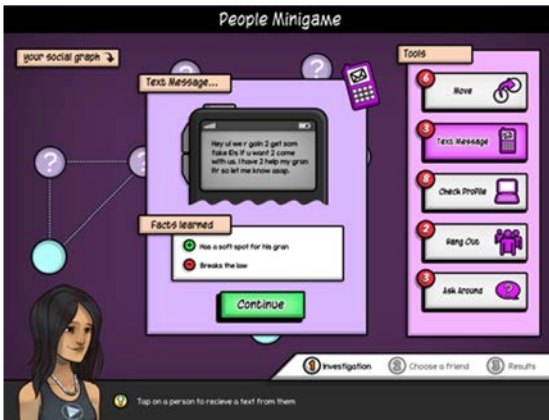 People Minigame
your social graph
?
?
?
Text Message...
Hey ul we r goin 2 get som
fake IDs if u want 2 come
with us. I have 2 help my gran
ltr so let me know asap.
Facts learned
Has a soft spot for his gran
Breaks the law
Continue
Tools
6
Move
3
Text Message
8
Check Profile
2
Hang Out
3
Ask Around
?
1 Investigation
2 Choose a friend
3 Results
Tap on a person to recieve a text from them